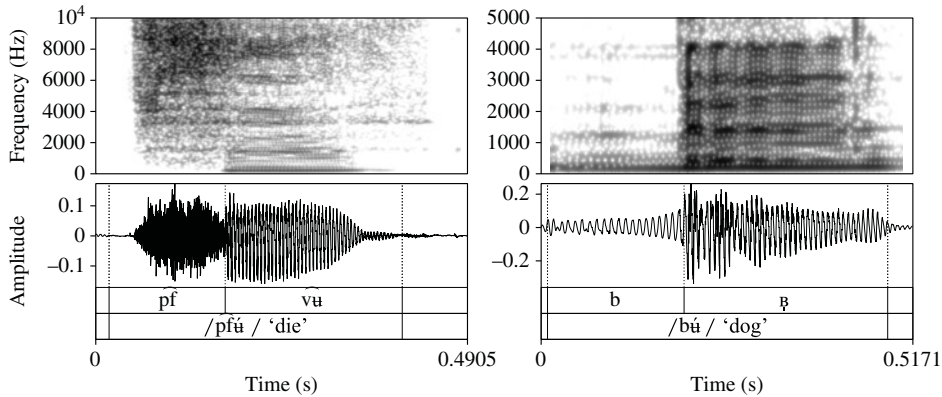 10⁴
8000
6000
4000
2000
0
Frequency (Hz)
0.1
0
−0.1
Amplitude
p͡f
v͡ʉ
/p͡fʉ́ / ‘die’
0
0.4905
Time (s)
5000
4000
3000
2000
1000
0
0.2
0
−0.2
b
ʙ̩
/bʉ́ / ‘dog’
0
0.5171
Time (s)